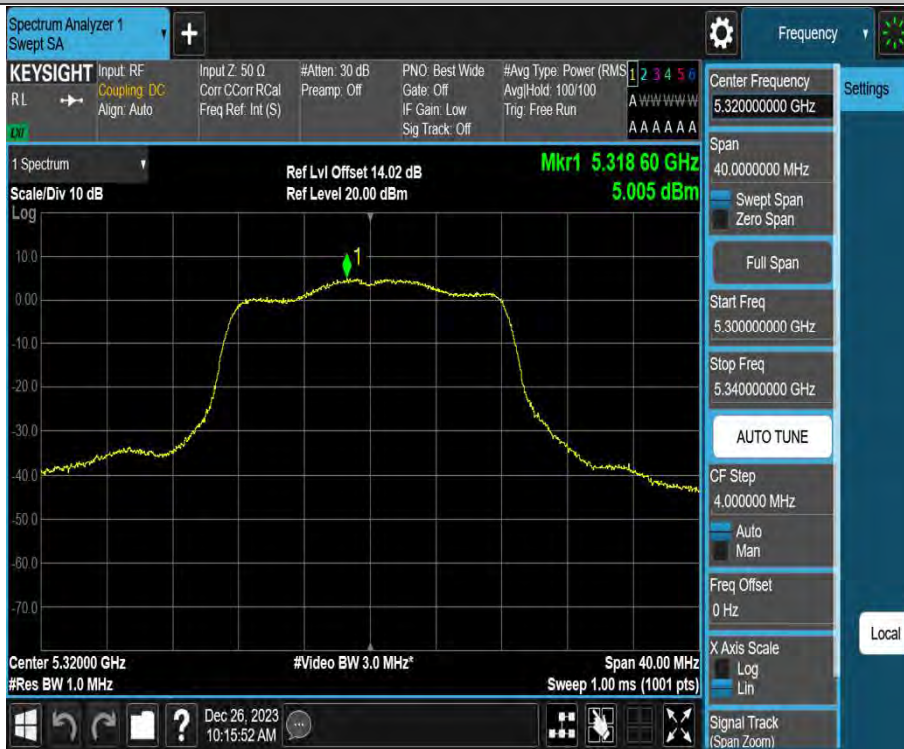 Spectrum Analyzer 1
Swept SA
+
Frequency
KEYSIGHT
RL
LXI
Input: RF
Coupling: DC
Align: Auto
Input Z: 50 Ω
Corr CCorr RCal
Freq Ref: Int (S)
#Atten: 30 dB
Preamp: Off
PNO: Best Wide
Gate: Off
IF Gain: Low
Sig Track: Off
#Avg Type: Power (RMS
Avg|Hold: 100/100
Trig: Free Run
1 2 3 4 5 6
A W W W W W
A A A A A A
1 Spectrum
Scale/Div 10 dB
Log
Ref Lvl Offset 14.02 dB
Ref Level 20.00 dBm
Mkr1 5.318 60 GHz
5.005 dBm
1
10.0
0.00
-10.0
-20.0
-30.0
-40.0
-50.0
-60.0
-70.0
Center 5.32000 GHz
#Res BW 1.0 MHz
#Video BW 3.0 MHz*
Span 40.00 MHz
Sweep 1.00 ms (1001 pts)
?
Dec 26, 2023
10:15:52 AM
Center Frequency
5.320000000 GHz
Span
40.0000000 MHz
Swept Span
Zero Span
Full Span
Start Freq
5.300000000 GHz
Stop Freq
5.340000000 GHz
AUTO TUNE
CF Step
4.000000 MHz
Auto
Man
Freq Offset
0 Hz
X Axis Scale
Log
Lin
Signal Track
(Span Zoom)
Settings
Local